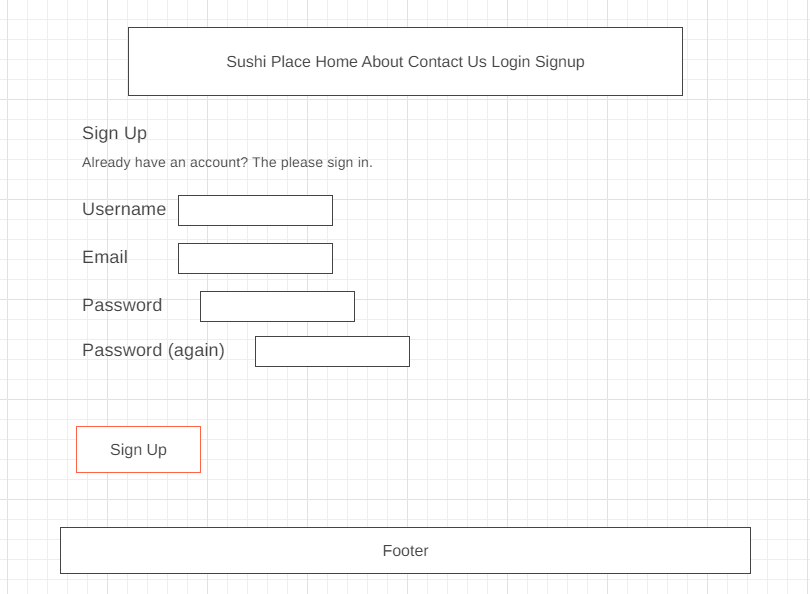 Sushi Place Home About Contact Us Login Signup
Sign Up
Already have an account? The please sign in.
Username
Email
Password
Password (again)
Sign Up
Footer